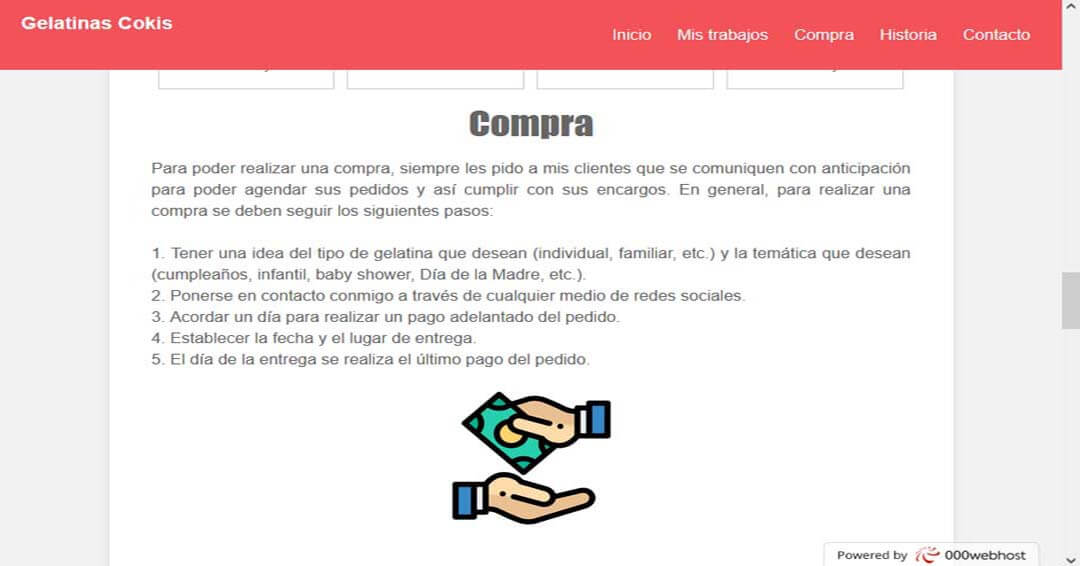 Gelatinas Cokis
Inicio Mis trabajos Compra Historia Contacto
Compra
Para poder realizar una compra, siempre les pido a mis clientes que se comuniquen con anticipación
para poder agendar sus pedidos y así cumplir con sus encargos. En general, para realizar una
compra se deben seguir los siguientes pasos:
1. Tener una idea del tipo de gelatina que desean (individual, familiar, etc.) y la temática que desean
(cumpleaños, infantil, baby shower, Día de la Madre, etc.).
2. Ponerse en contacto conmigo a través de cualquier medio de redes sociales.
3. Acordar un día para realizar un pago adelantado del pedido.
4. Establecer la fecha y el lugar de entrega.
5. El día de la entrega se realiza el último pago del pedido.
Powered by 000webhost